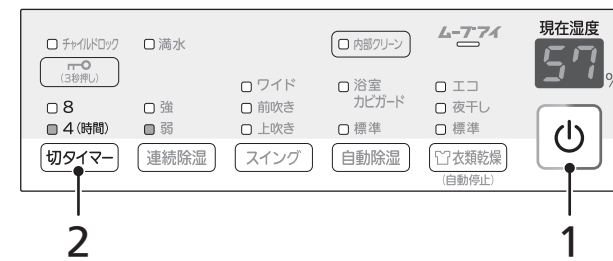 チャイルドロック
満水
内部クリーン
ムーブアイ
現在湿度
57%
(3秒押し)
ワイド
浴室
カビガード
エコ
8
強
前吹き
夜干し
4(時間)
弱
上吹き
標準
標準
切タイマー
連続除湿
スイング
自動除湿
衣類乾燥
(自動停止)
2
1